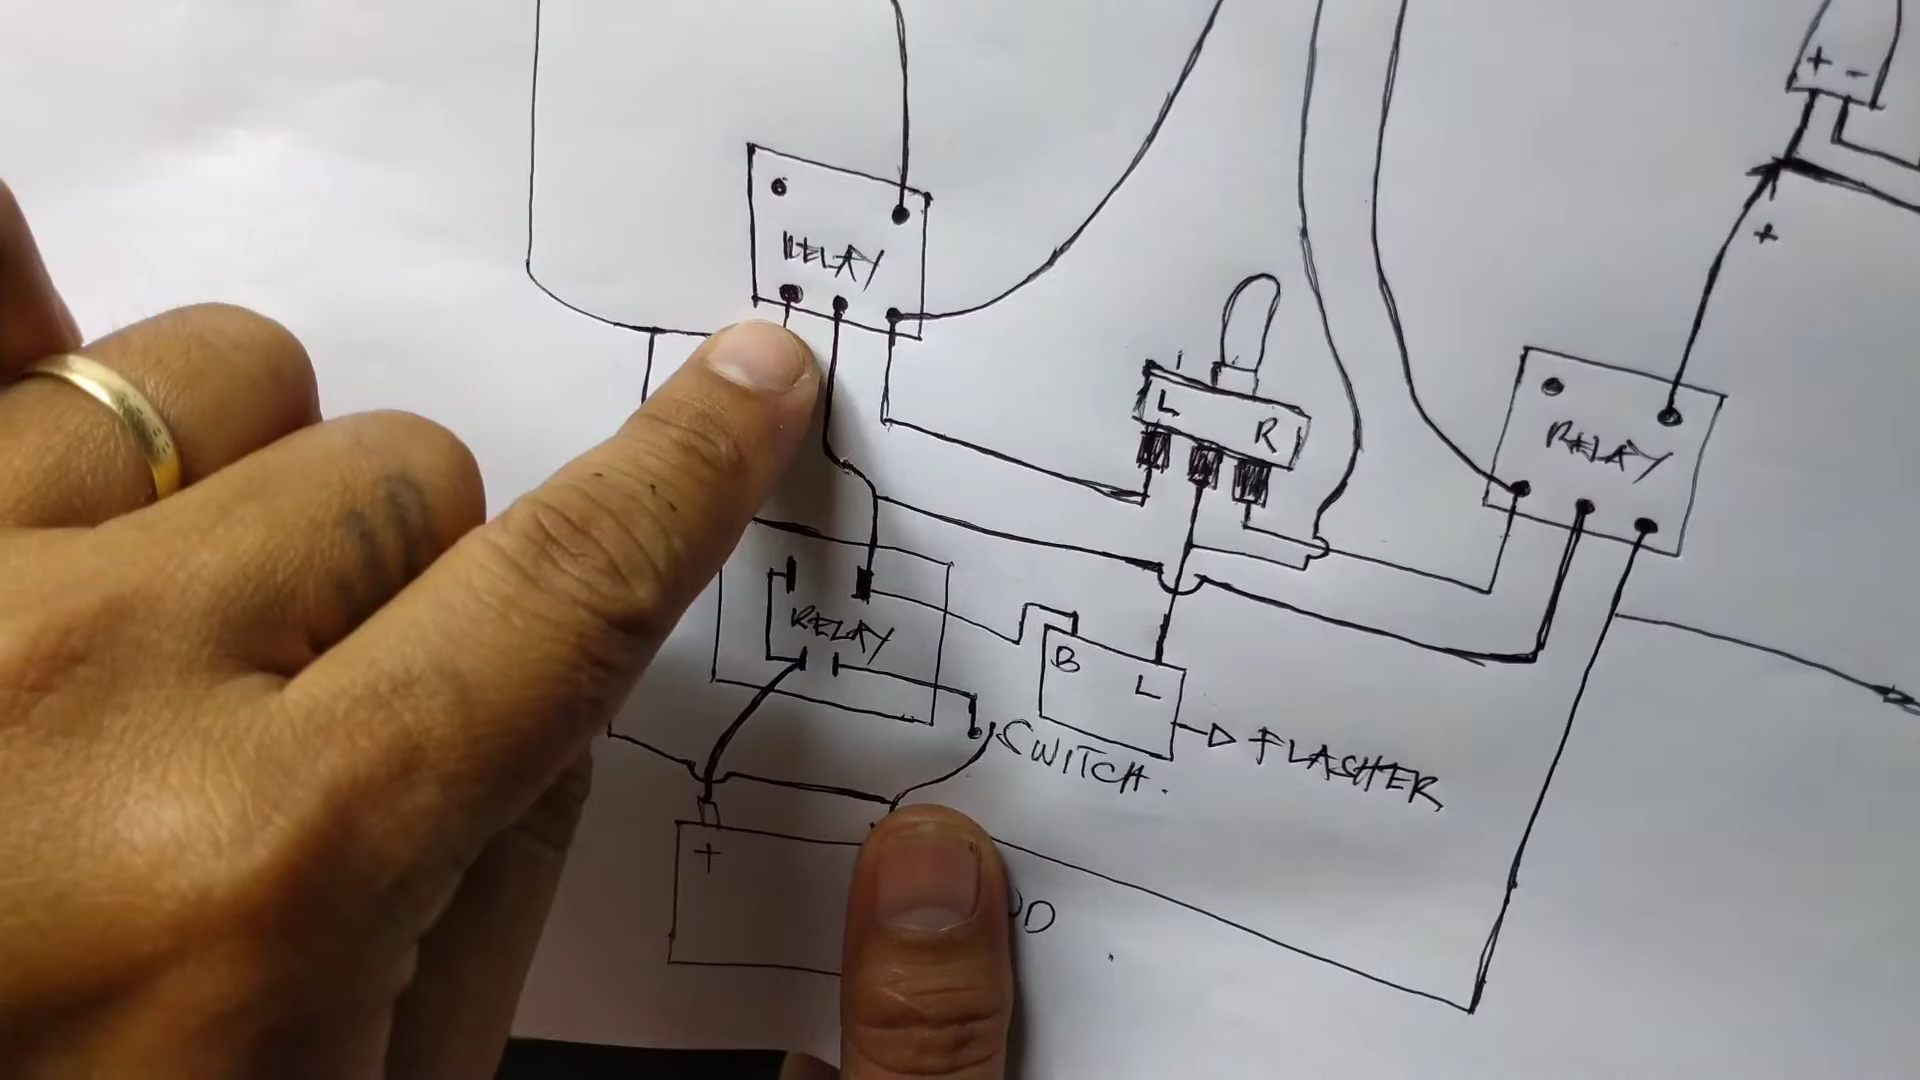 + -
+
RELAY
L
R
RELAY
RELAY
B
L
SWITCH.
FLASHER
+